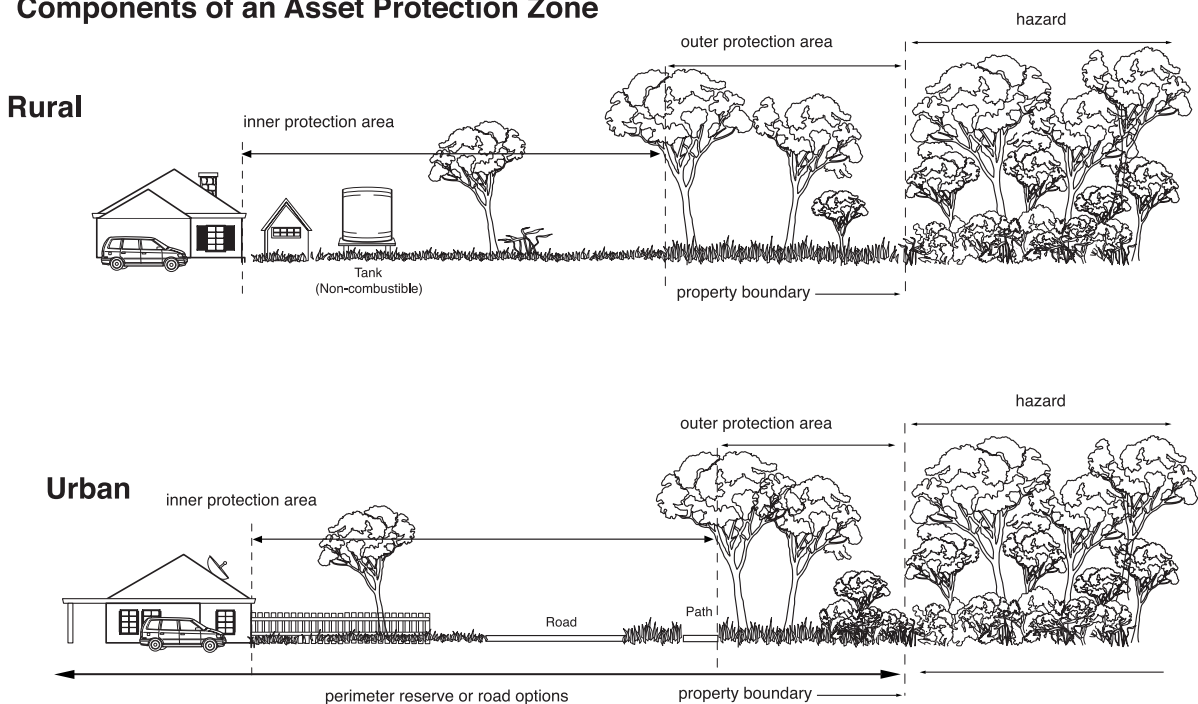 Components of an Asset Protection Zone
hazard
outer protection area
Rural
inner protection area
Tank
(Non-combustible)
property boundary
hazard
outer protection area
Urban
inner protection area
Path
Road
perimeter reserve or road options
property boundary